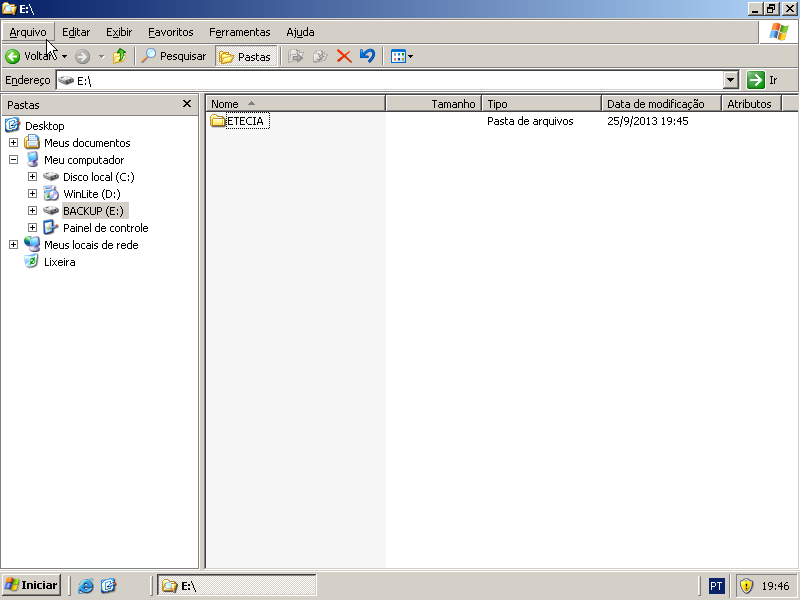 E:\
Arquivo Editar Exibir Favoritos Ferramentas Ajuda
Voltar Pesquisar Pastas
Endereço E:\ Ir
Pastas
Desktop
Meus documentos
Meu computador
Disco local (C:)
WinLite (D:)
BACKUP (E:)
Painel de controle
Meus locais de rede
Lixeira
Nome Tamanho Tipo Data de modificação Atributos
ETECIA Pasta de arquivos 25/9/2013 19:45
Iniciar E:\ PT 19:46